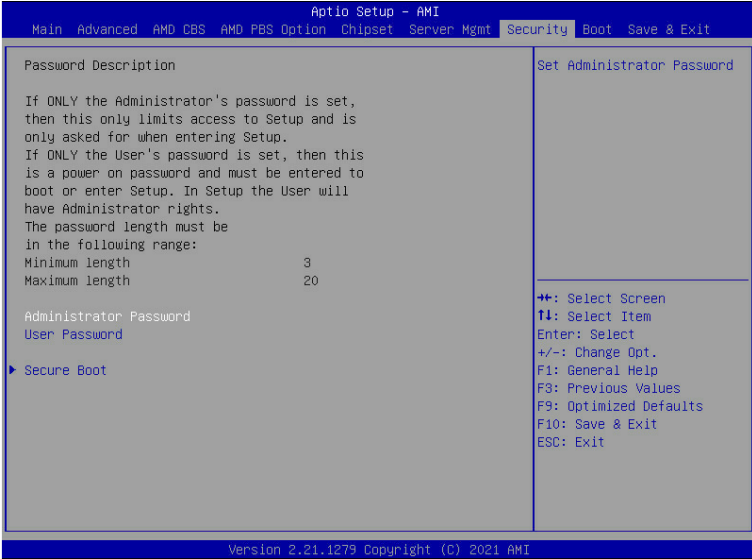 Aptio Setup - AMI
Main Advanced AMD CBS AMD PBS Option Chipset Server Mgmt Security Boot Save & Exit
Password Description
If ONLY the Administrator's password is set,
then this only limits access to Setup and is
only asked for when entering Setup.
If ONLY the User's password is set, then this
is a power on password and must be entered to
boot or enter Setup. In Setup the User will
have Administrator rights.
The password length must be
in the following range:
Minimum length 3
Maximum length 20
Administrator Password
User Password
Secure Boot
Set Administrator Password
→←: Select Screen
↑↓: Select Item
Enter: Select
+/-: Change Opt.
F1: General Help
F3: Previous Values
F9: Optimized Defaults
F10: Save & Exit
ESC: Exit
Version 2.21.1279 Copyright (C) 2021 AMI